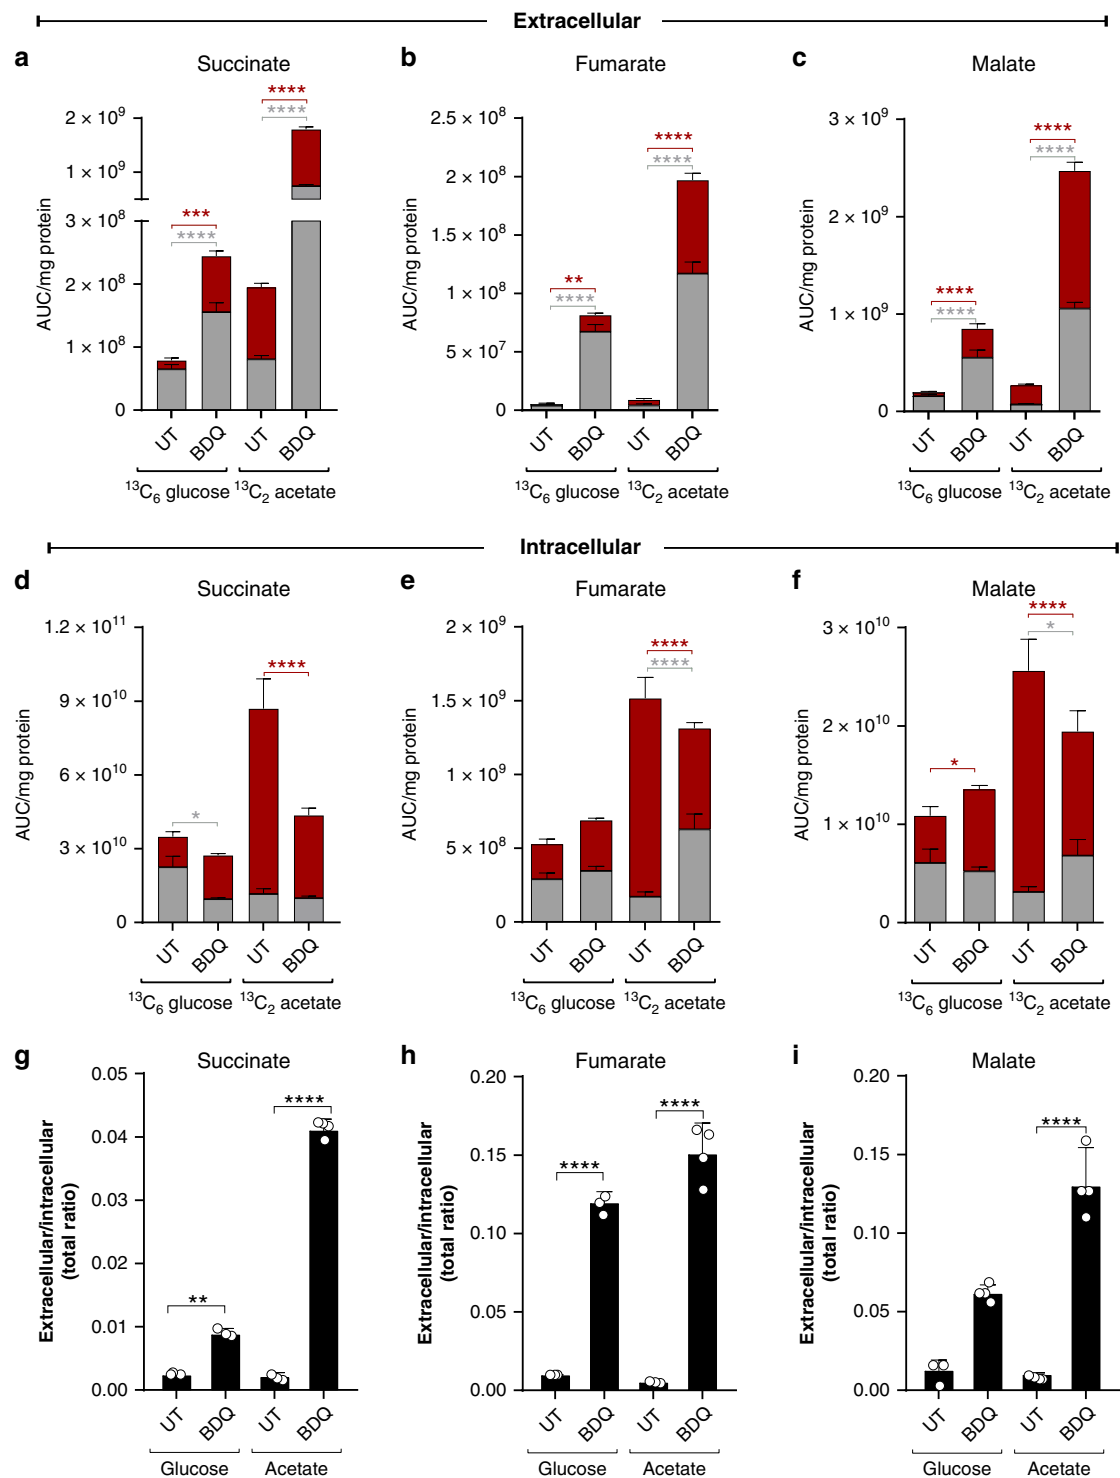 Extracellular
a
Succinate
AUC/mg protein
2 × 10⁹
1 × 10⁹
3 × 10⁸
2 × 10⁸
1 × 10⁸
0
***
****
****
****
UT
BDQ
UT
BDQ
¹³C₆ glucose
¹³C₂ acetate
b
Fumarate
AUC/mg protein
2.5 × 10⁸
2 × 10⁸
1.5 × 10⁸
1 × 10⁸
5 × 10⁷
0
**
****
****
****
UT
BDQ
UT
BDQ
¹³C₆ glucose
¹³C₂ acetate
c
Malate
AUC/mg protein
3 × 10⁹
2 × 10⁹
1 × 10⁹
0
****
****
****
****
UT
BDQ
UT
BDQ
¹³C₆ glucose
¹³C₂ acetate
Intracellular
d
Succinate
AUC/mg protein
1.2 × 10¹¹
9 × 10¹⁰
6 × 10¹⁰
3 × 10¹⁰
0
*
****
UT
BDQ
UT
BDQ
¹³C₆ glucose
¹³C₂ acetate
e
Fumarate
AUC/mg protein
2 × 10⁹
1.5 × 10⁹
1 × 10⁹
5 × 10⁸
0
****
****
UT
BDQ
UT
BDQ
¹³C₆ glucose
¹³C₂ acetate
f
Malate
AUC/mg protein
3 × 10¹⁰
2 × 10¹⁰
1 × 10¹⁰
0
*
****
*
UT
BDQ
UT
BDQ
¹³C₆ glucose
¹³C₂ acetate
g
Succinate
Extracellular/intracellular
(total ratio)
0.05
0.04
0.03
0.02
0.01
0.00
**
****
UT
BDQ
UT
BDQ
Glucose
Acetate
h
Fumarate
Extracellular/intracellular
(total ratio)
0.20
0.15
0.10
0.05
0.00
****
****
UT
BDQ
UT
BDQ
Glucose
Acetate
i
Malate
Extracellular/intracellular
(total ratio)
0.20
0.15
0.10
0.05
0.00
****
UT
BDQ
UT
BDQ
Glucose
Acetate